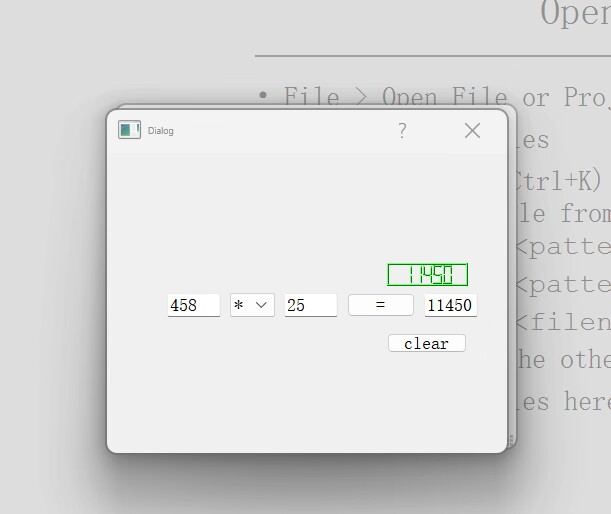 Open
• File > Open File or Proj
ies
Ctrl+K)
le from
<patte
<patte
<filen
he othe
les here
Dialog
?
11450
458 * 25 = 11450
clear